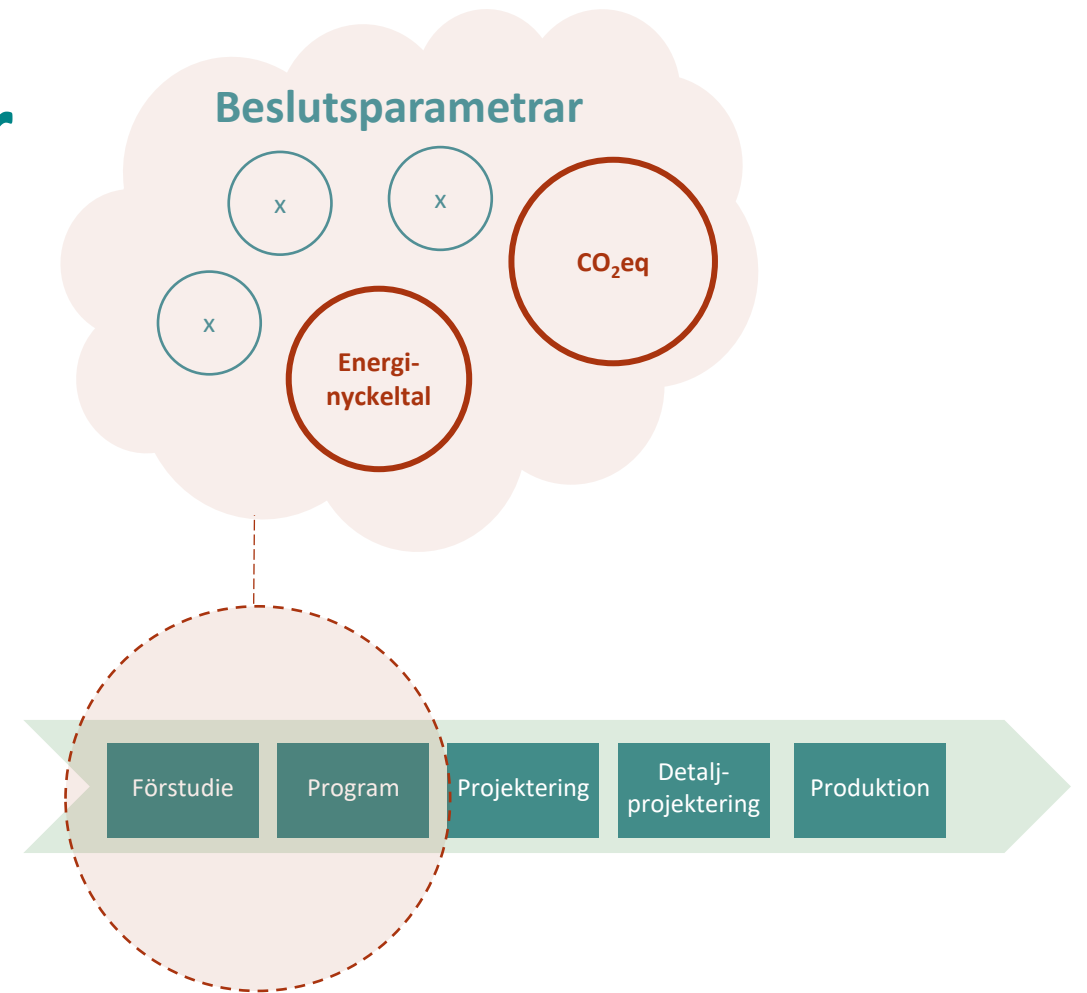 r
Beslutsparametrar
x
x
CO₂eq
x
Energi-
nyckeltal
Förstudie
Program
Projektering
Detalj-
projektering
Produktion